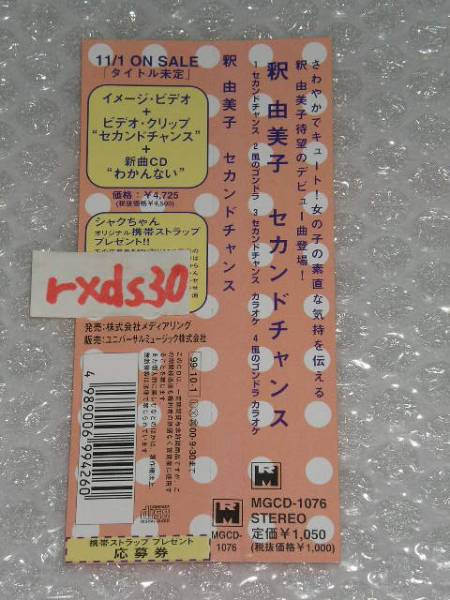 さわやかでキュート!女の子の素直な気持を伝える
釈 由美子待望のデビュー曲登場!
釈 由美子 セカンドチャンス
1 セカンドチャンス 2 風のゴンドラ 3 セカンドチャンス カラオケ 4 風のゴンドラ カラオケ
MGCD-1076
STEREO
定価¥1,050
(税抜価格¥1,000)
釈 由美子 セカンドチャンス
MGCD-
1076
11/1 ON SALE
「タイトル未定」
イメージ・ビデオ
+
ビデオ・クリップ
“セカンドチャンス”
+
新曲CD
“わかんない”
価格:¥4,725
(税抜価格¥4,500)
シャクちゃん
オリジナル 携帯ストラップ
プレゼント!!
rxds30
発売:株式会社メディアリング
販売:ユニバーサルミュージック株式会社
99・10・1
4 989006 954260
携帯ストラップ プレゼント
応募券